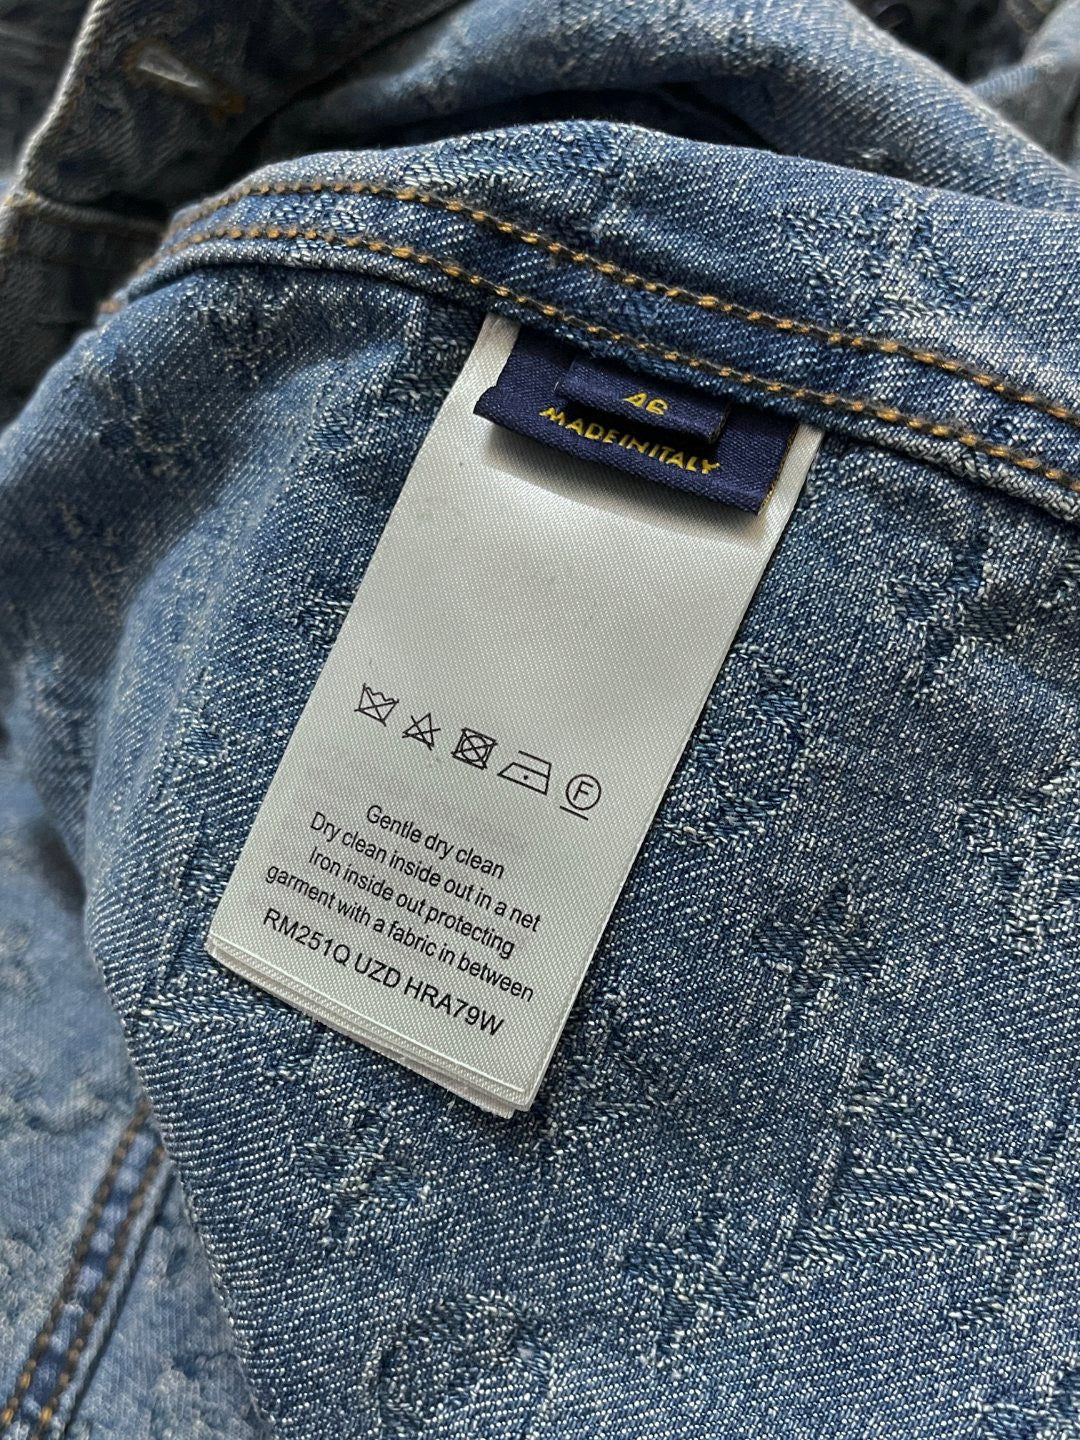 46
MADE IN ITALY
F
Gentle dry clean
Dry clean inside out in a net
Iron inside out protecting
garment with a fabric in between
RM251Q UZD HRA79W